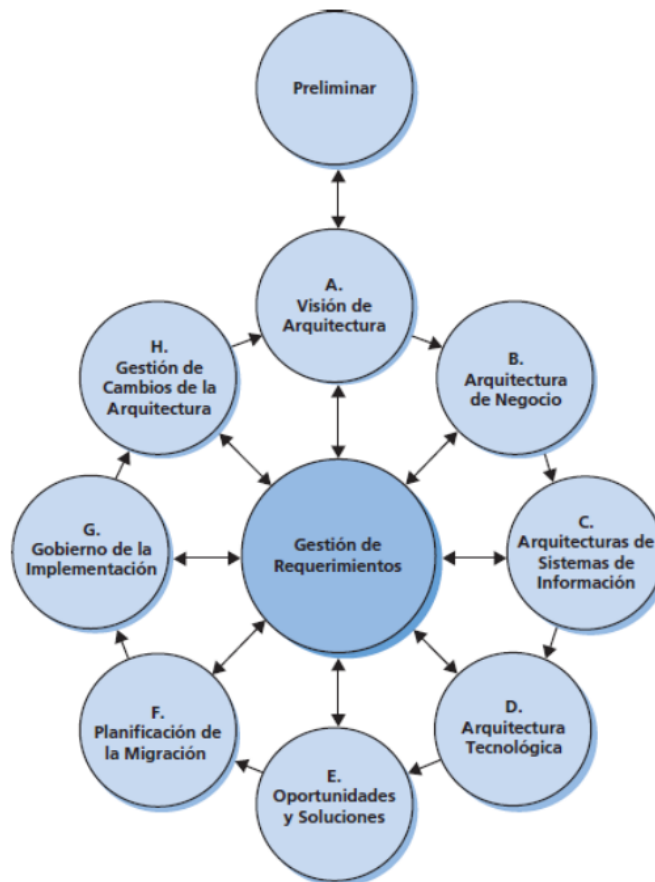 Preliminar
A.
Visión de
Arquitectura
B.
Arquitectura
de Negocio
C.
Arquitecturas de
Sistemas de
Información
D.
Arquitectura
Tecnológica
E.
Oportunidades
y Soluciones
F.
Planificación de
la Migración
G.
Gobierno de la
Implementación
H.
Gestión de
Cambios de la
Arquitectura
Gestión de
Requerimientos